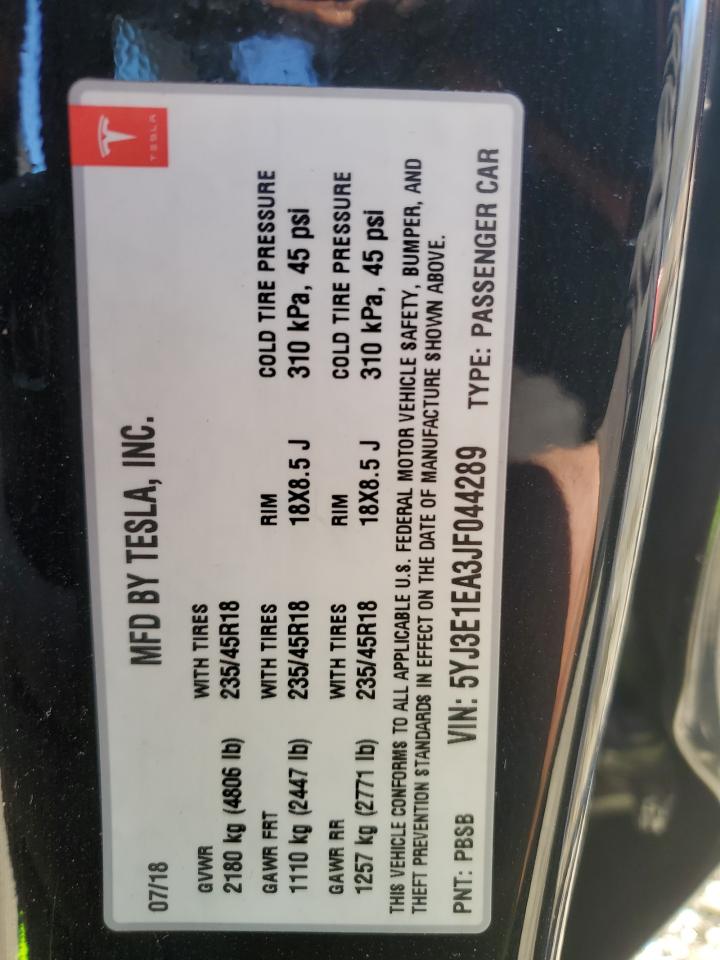 TESLA
07/18
MFD BY TESLA, INC.
GVWR WITH TIRES
2180 kg (4806 lb) 235/45R18
GAWR FRT WITH TIRES RIM COLD TIRE PRESSURE
1110 kg (2447 lb) 235/45R18 18X8.5 J 310 kPa, 45 psi
GAWR RR WITH TIRES RIM COLD TIRE PRESSURE
1257 kg (2771 lb) 235/45R18 18X8.5 J 310 kPa, 45 psi
THIS VEHICLE CONFORMS TO ALL APPLICABLE U.S. FEDERAL MOTOR VEHICLE SAFETY, BUMPER, AND
THEFT PREVENTION STANDARDS IN EFFECT ON THE DATE OF MANUFACTURE SHOWN ABOVE.
PNT: PBSB VIN: 5YJ3E1EA3JF044289 TYPE: PASSENGER CAR